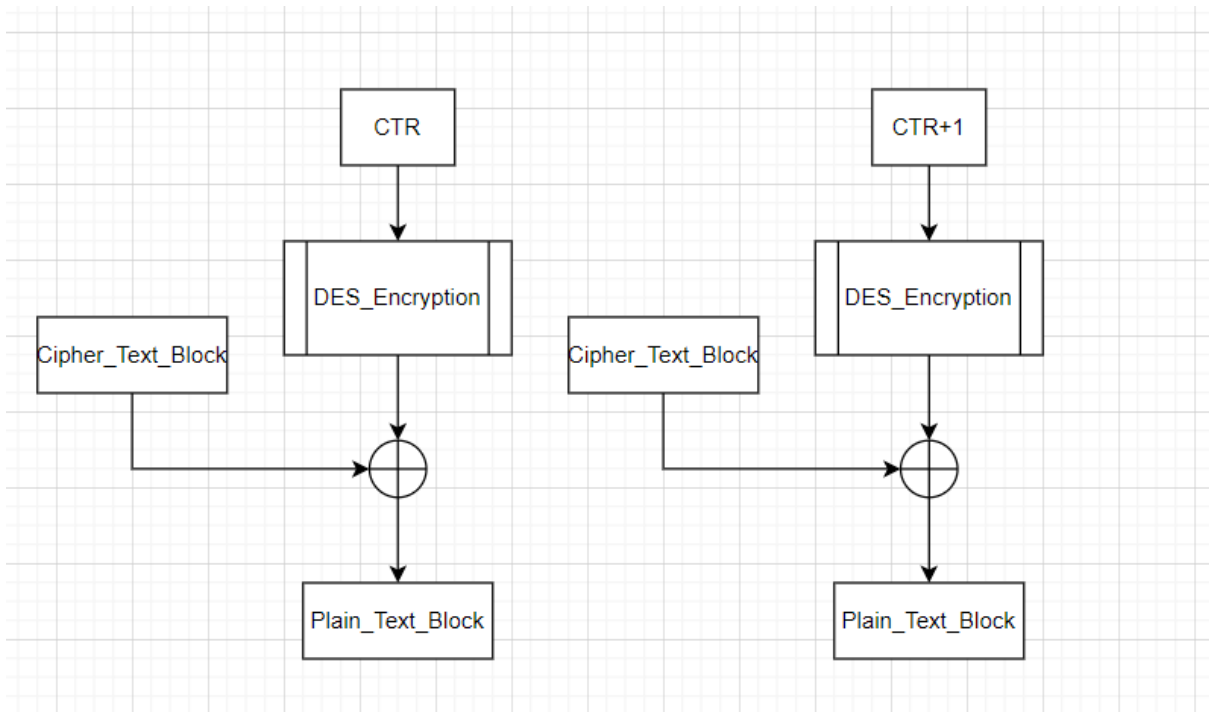 CTR
CTR+1
DES_Encryption
DES_Encryption
Cipher_Text_Block
Cipher_Text_Block
Plain_Text_Block
Plain_Text_Block